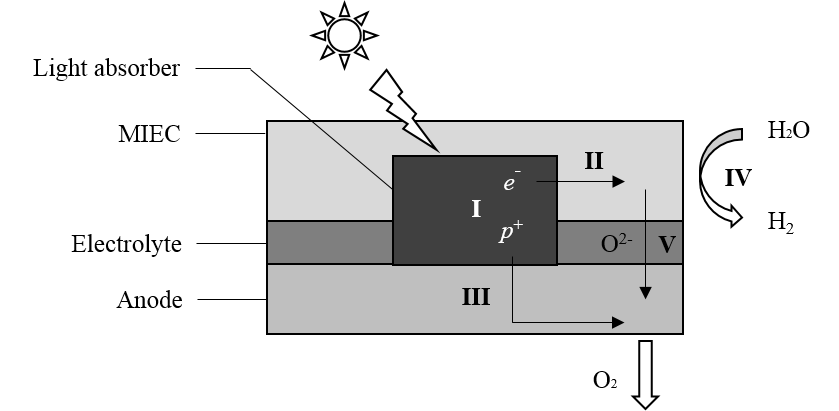 Light absorber
MIEC
Electrolyte
Anode
I
e-
p+
II
III
O2-
V
H2O
IV
H2
O2